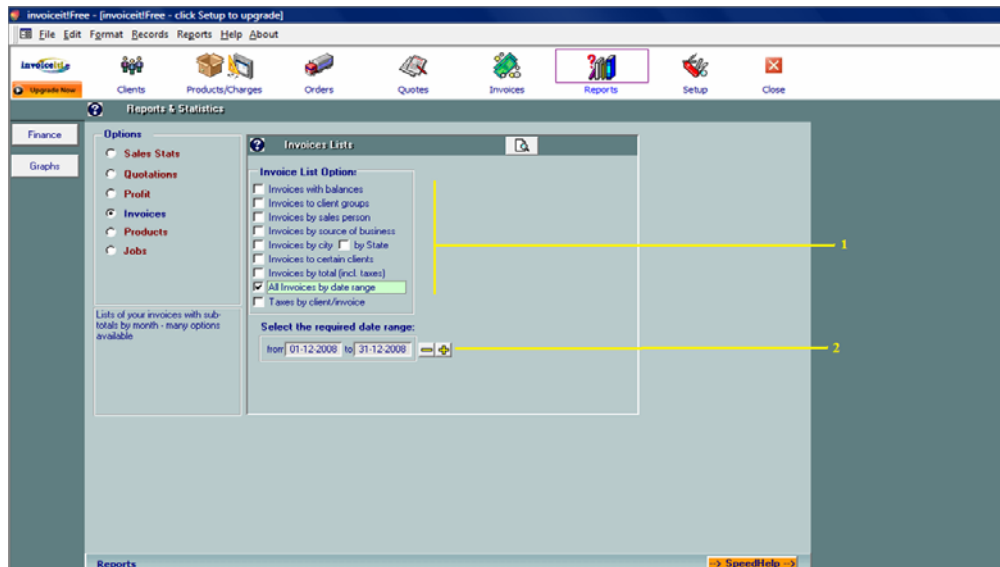 invoiceit!Free - [invoiceit!Free - click Setup to upgrade]
File Edit Format Records Reports Help About
invoiceit!
Upgrade Now
Clients Products/Charges Orders Quotes Invoices Reports Setup Close
Reports & Statistics
Finance
Graphs
Options
Sales Stats
Quotations
Profit
Invoices
Products
Jobs
Lists of your invoices with sub-
totals by month - many options
available
Invoices Lists
Invoice List Option:
Invoices with balances
Invoices to client groups
Invoices by sales person
Invoices by source of business
Invoices by city by State
Invoices to certain clients
Invoices by total (incl. taxes)
All Invoices by date range
Taxes by client/invoice
1
Select the required date range:
from 01-12-2008 to 31-12-2008
2
Reports
--> SpeedHelp -->